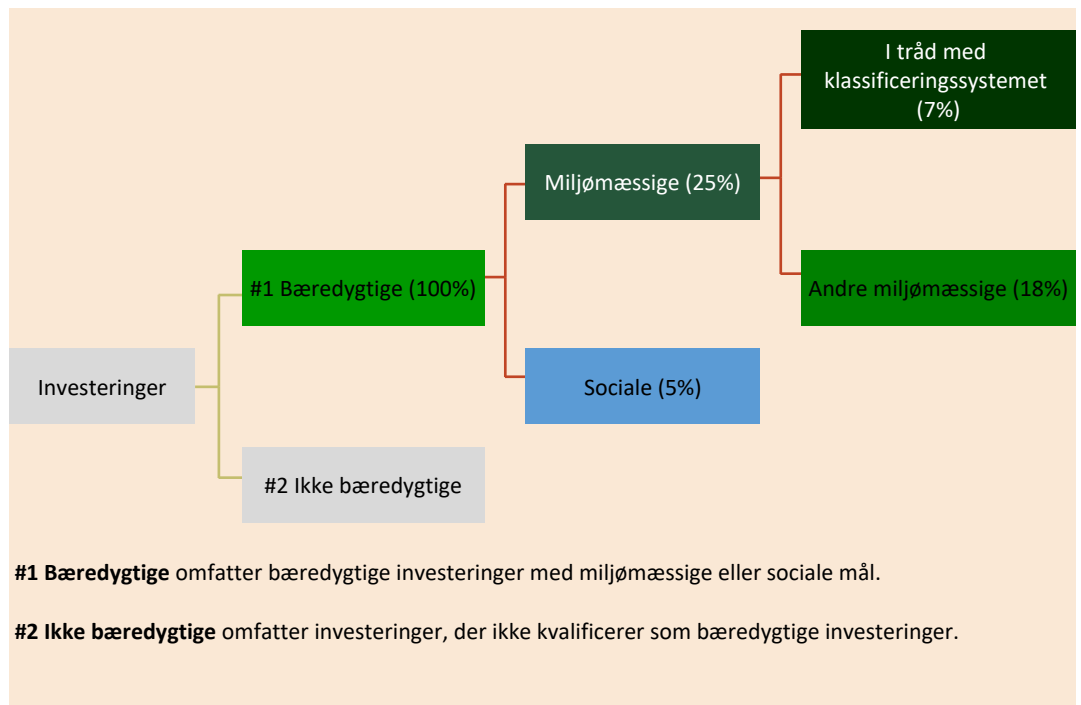 I tråd med
klassificeringssystemet
(7%)
Miljømæssige (25%)
#1 Bæredygtige (100%)
Andre miljømæssige (18%)
Investeringer
Sociale (5%)
#2 Ikke bæredygtige
#1 Bæredygtige omfatter bæredygtige investeringer med miljømæssige eller sociale mål.
#2 Ikke bæredygtige omfatter investeringer, der ikke kvalificerer som bæredygtige investeringer.